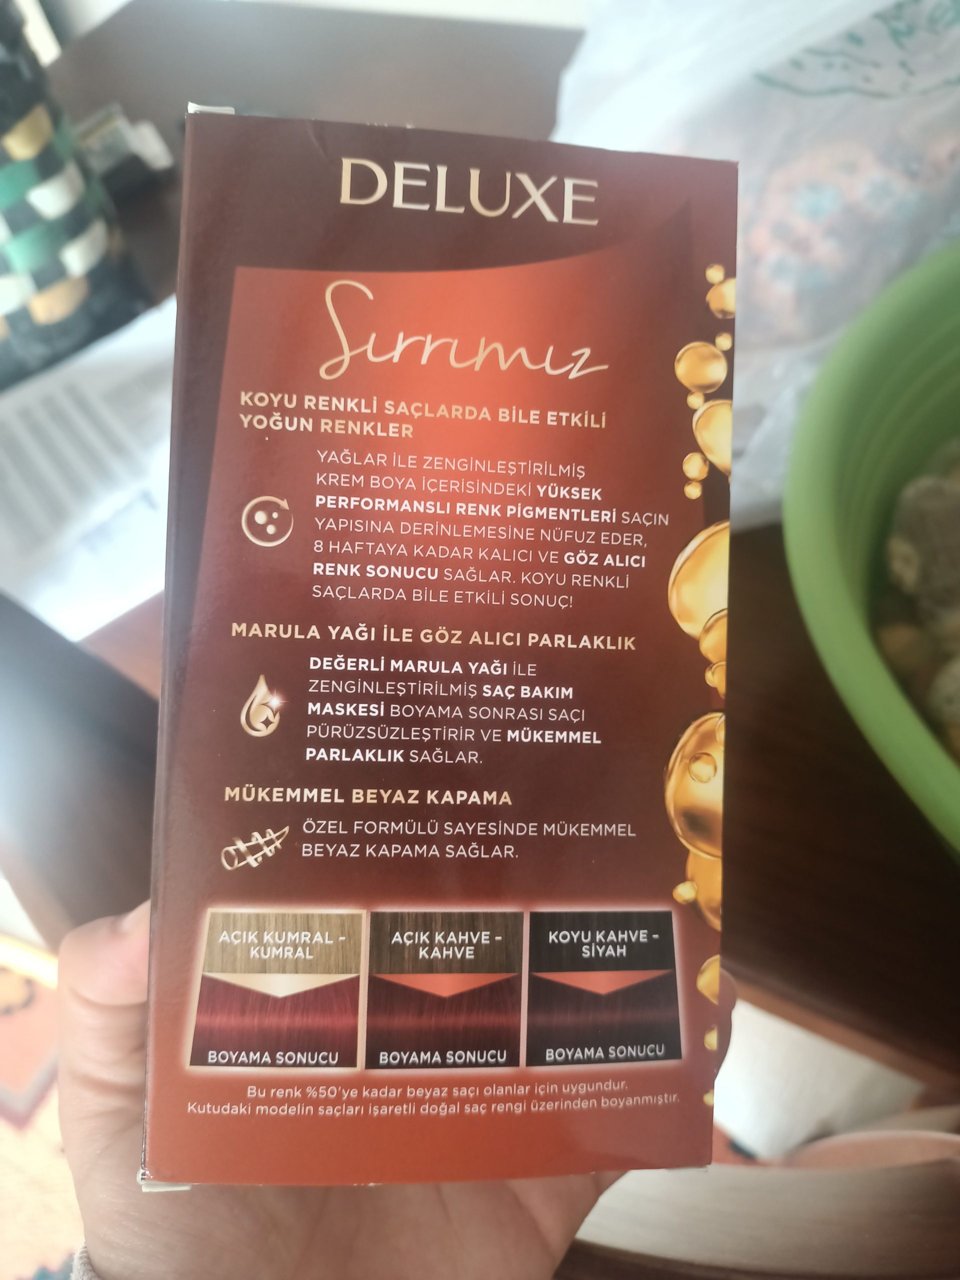 DELUXE
Sırrımız
KOYU RENKLİ SAÇLARDA BİLE ETKİLİ
YOĞUN RENKLER
YAĞLAR İLE ZENGİNLEŞTİRİLMİŞ
KREM BOYA İÇERİSİNDEKİ YÜKSEK
PERFORMANSLI RENK PİGMENTLERİ SAÇIN
YAPISINA DERİNLEMESİNE NÜFUZ EDER,
8 HAFTAYA KADAR KALICI VE GÖZ ALICI
RENK SONUCU SAĞLAR. KOYU RENKLİ
SAÇLARDA BİLE ETKİLİ SONUÇ!
MARULA YAĞI İLE GÖZ ALICI PARLAKLIK
DEĞERLİ MARULA YAĞI İLE
ZENGİNLEŞTİRİLMİŞ SAÇ BAKIM
MASKESİ BOYAMA SONRASI SAÇI
PÜRÜZSÜZLEŞTİRİR VE MÜKEMMEL
PARLAKLIK SAĞLAR.
MÜKEMMEL BEYAZ KAPAMA
ÖZEL FORMÜLÜ SAYESİNDE MÜKEMMEL
BEYAZ KAPAMA SAĞLAR.
AÇIK KUMRAL -
KUMRAL
BOYAMA SONUCU
AÇIK KAHVE -
KAHVE
BOYAMA SONUCU
KOYU KAHVE -
SİYAH
BOYAMA SONUCU
Bu renk %50'ye kadar beyaz saçı olanlar için uygundur.
Kutudaki modelin saçları işaretli doğal saç rengi üzerinden boyanmıştır.